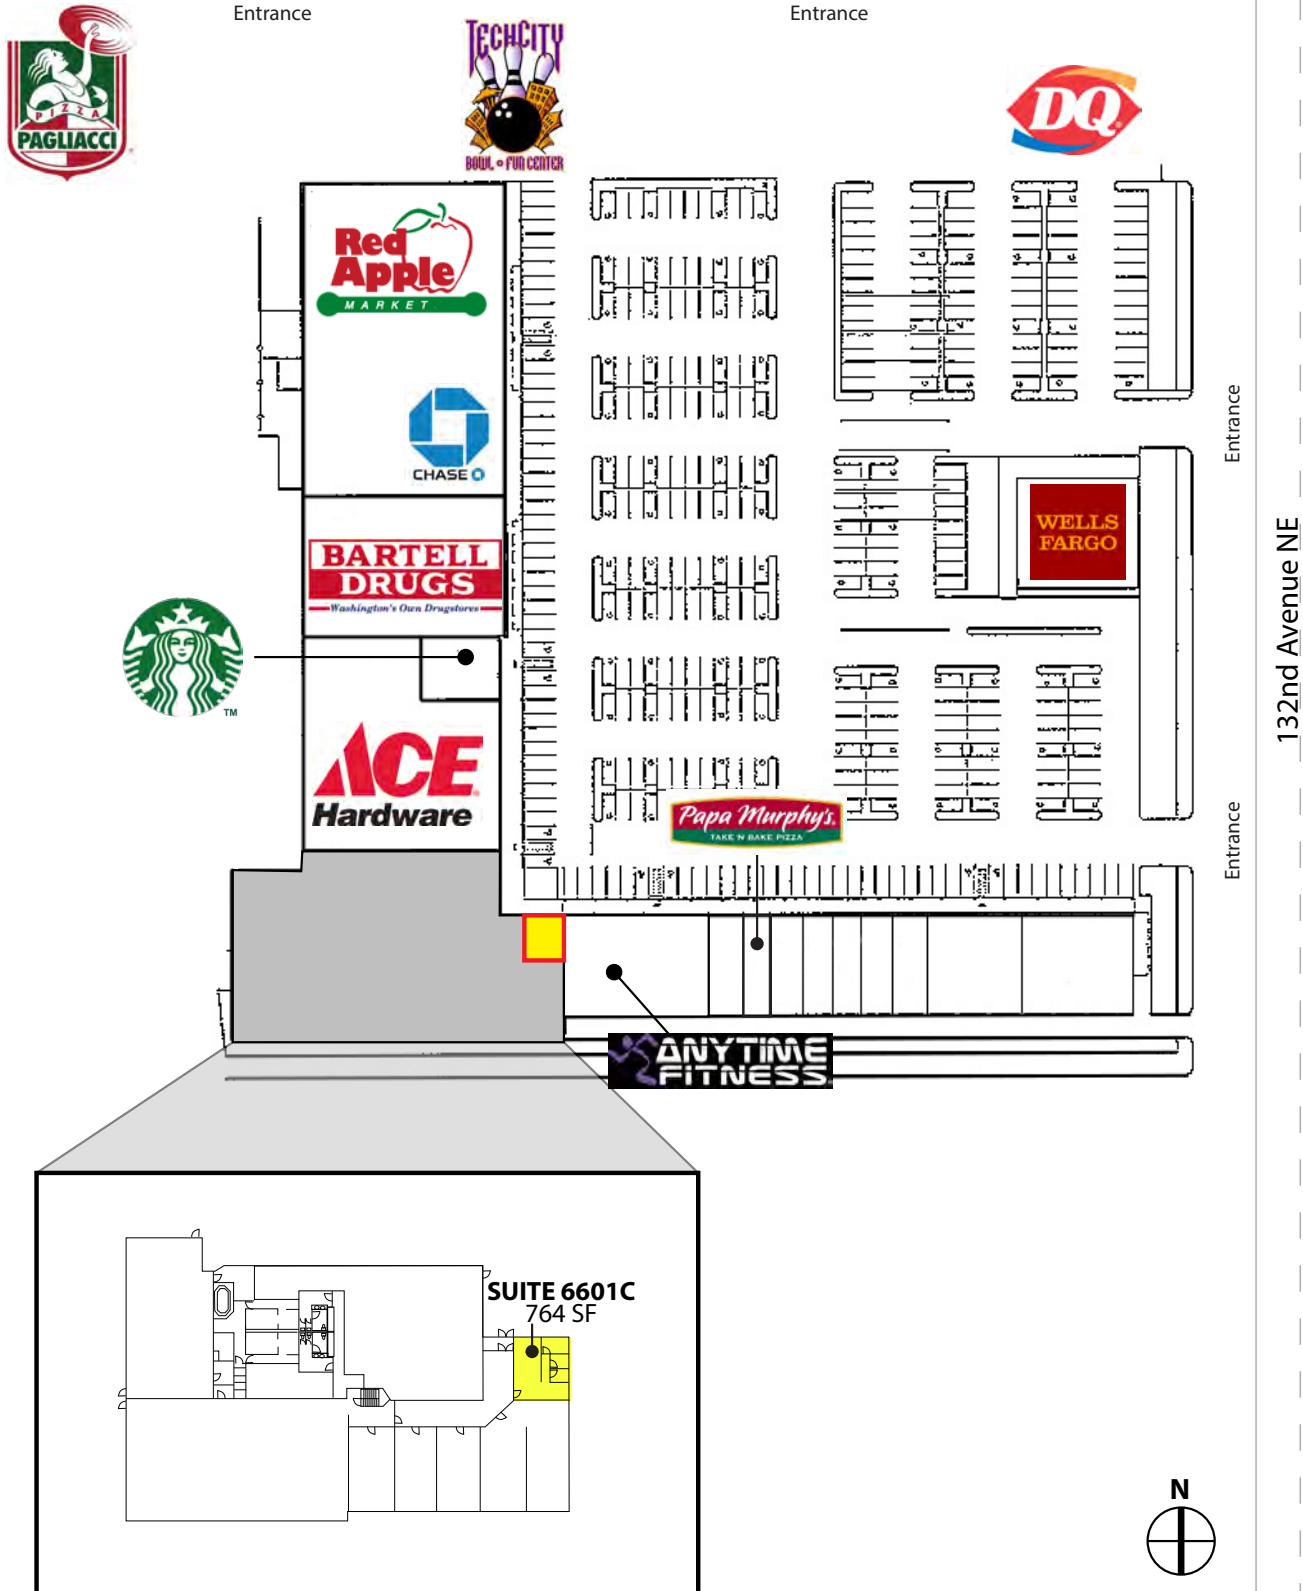 Entrance
Entrance
PIZZA
PAGLIACCI
TECHCITY
BOWL FUN CENTER
DQ
Red
Apple
MARKET
CHASE
Entrance
WELLS
FARGO
BARTELL
DRUGS
Washington's Own Drugstores
132nd Avenue NE
TM
ACE
Hardware
Papa Murphy's
TAKE 'N' BAKE PIZZA
Entrance
ANYTIME
FITNESS
SUITE 6601C
764 SF
N